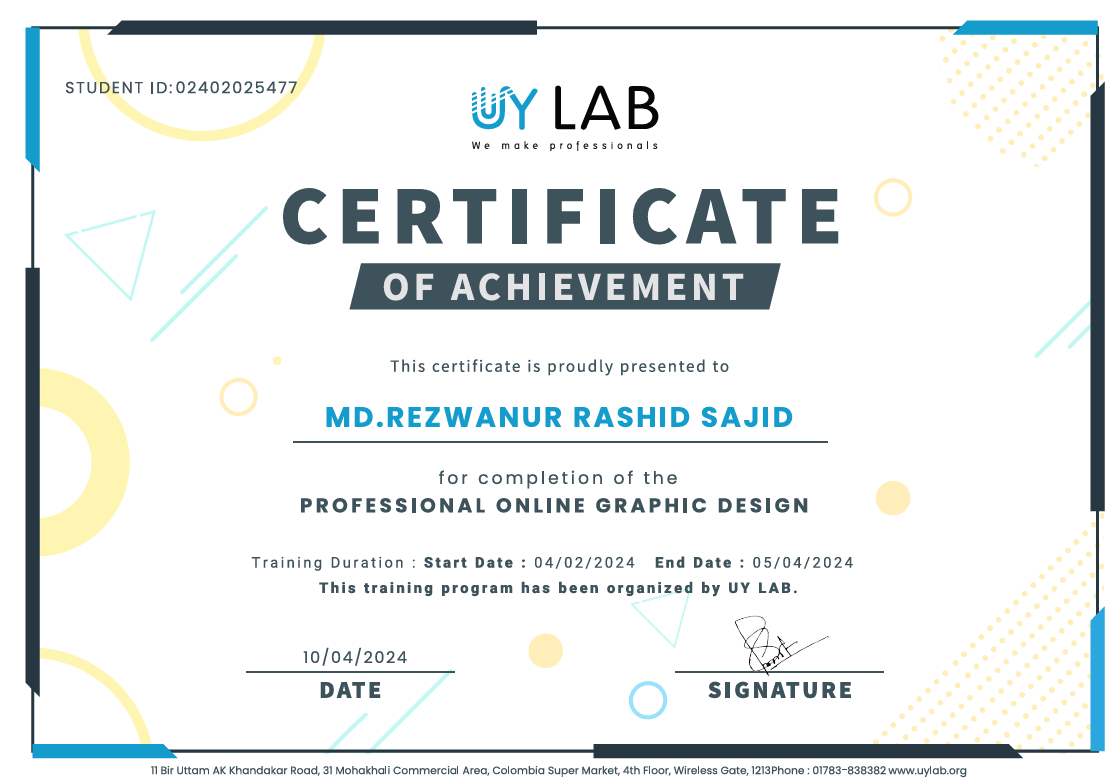 STUDENT ID:02402025477
UY LAB
We make professionals
CERTIFICATE
OF ACHIEVEMENT
This certificate is proudly presented to
MD.REZWANUR RASHID SAJID
for completion of the
PROFESSIONAL ONLINE GRAPHIC DESIGN
Training Duration : Start Date : 04/02/2024 End Date : 05/04/2024
This training program has been organized by UY LAB.
10/04/2024
DATE
SIGNATURE
11 Bir Uttam AK Khandakar Road, 31 Mohakhali Commercial Area, Colombia Super Market, 4th Floor, Wireless Gate, 1213Phone : 01783-838382 www.uylab.org